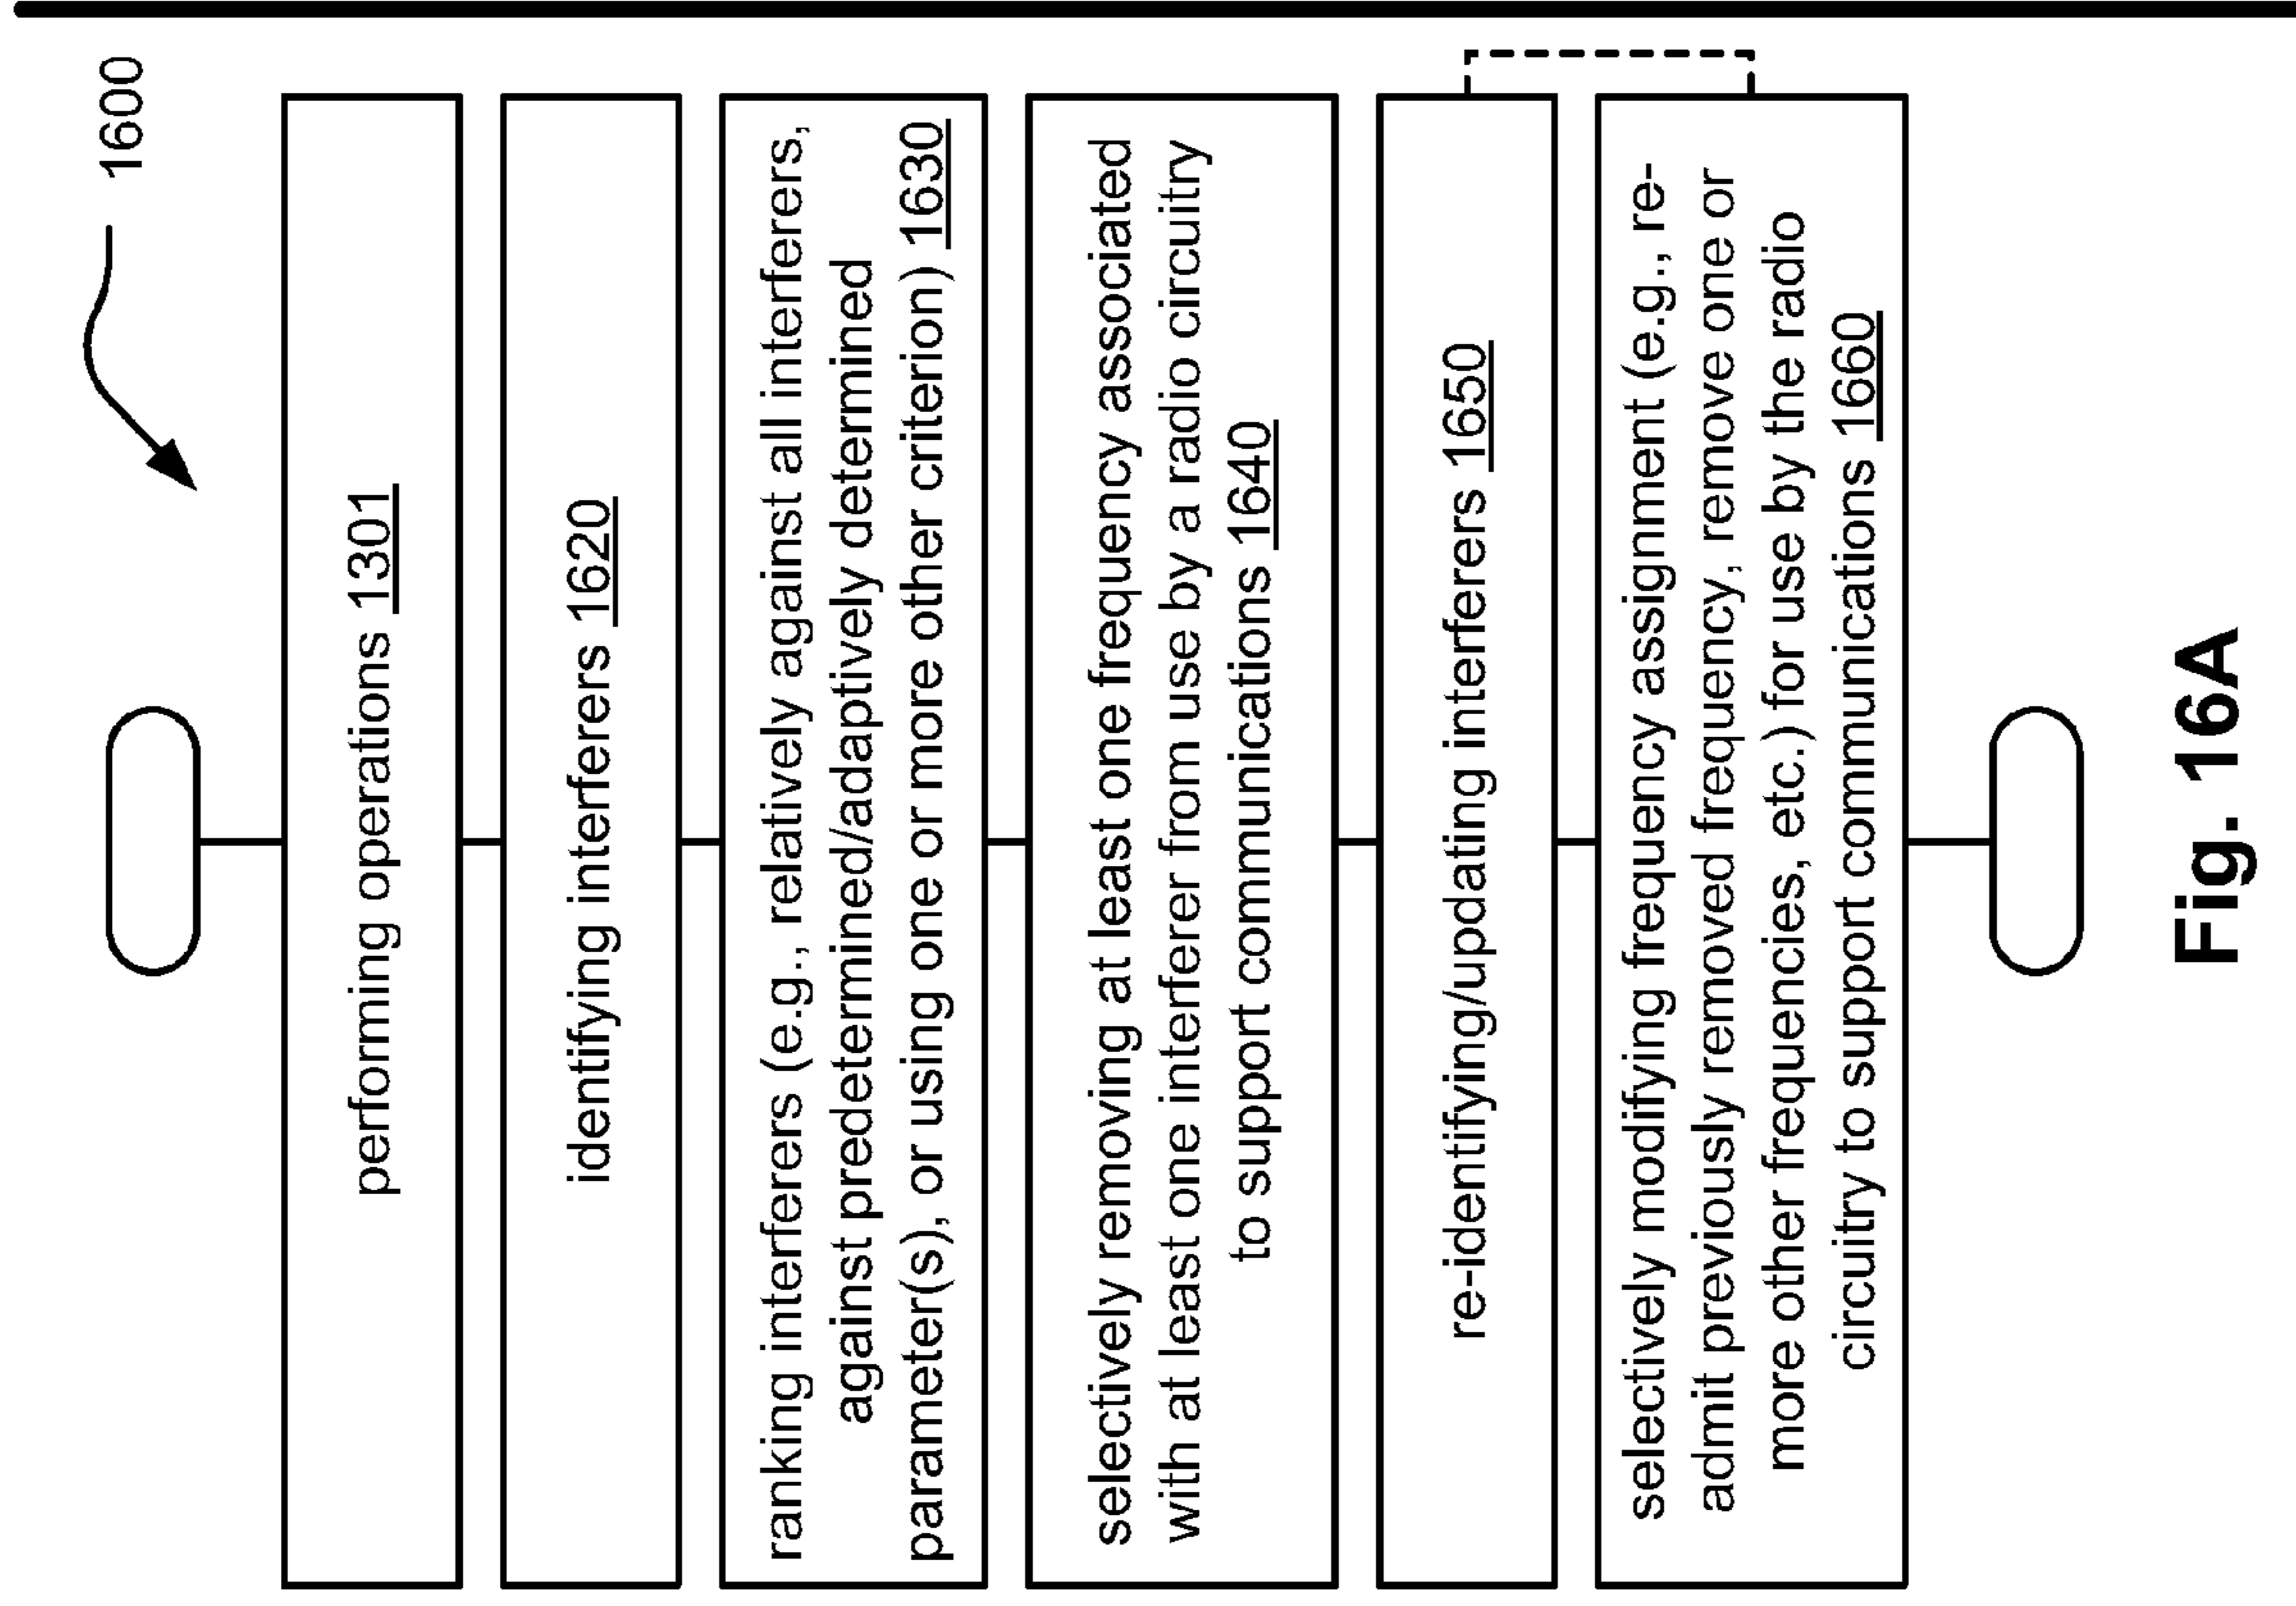 1600
performing operations 1301
identifying interferers 1620
ranking interferers (e.g., relatively against all interferers,
against predetermined/adaptively determined
parameter(s), or using one or more other criterion) 1630
selectively removing at least one frequency associated
with at least one interferer from use by a radio circuitry
to support communications 1640
re-identifying/updating interferers 1650
selectively modifying frequency assignment (e.g., re-
admit previously removed frequency, remove one or
more other frequencies, etc.) for use by the radio
circuitry to support communications 1660
Fig. 16A